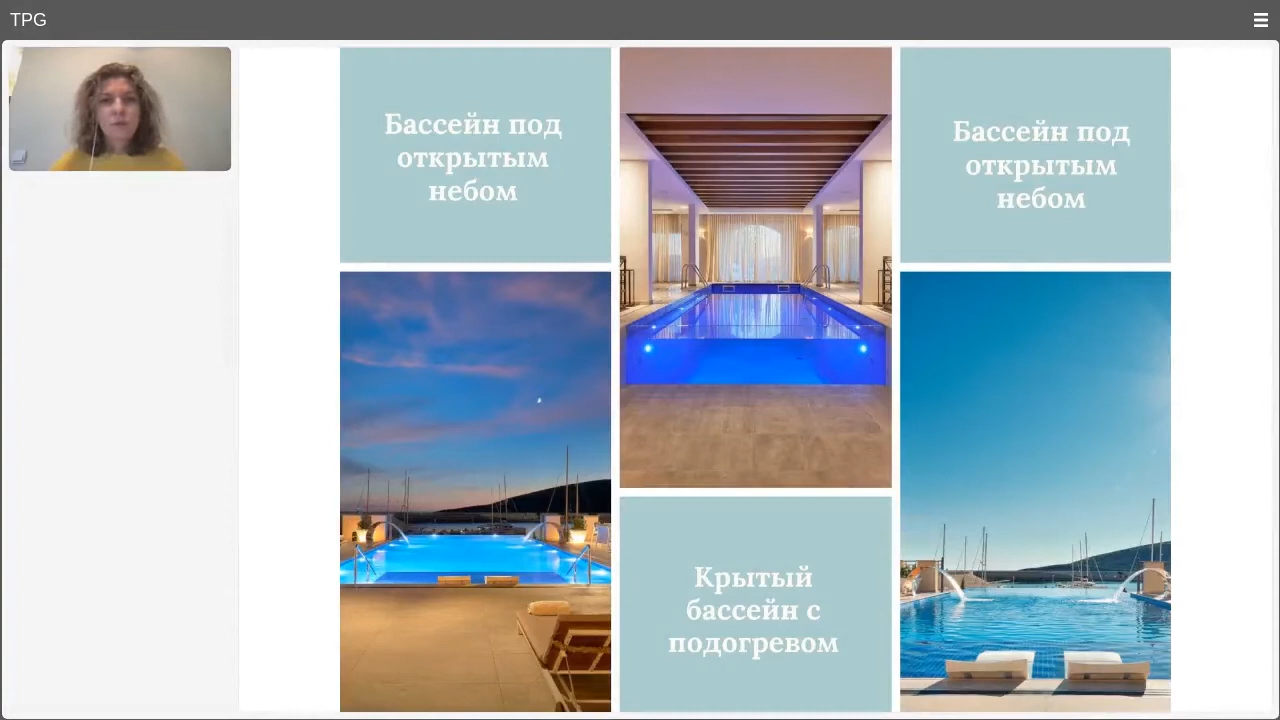 TPG
Бассейн под
открытым
небом
Бассейн под
открытым
небом
Крытый
бассейн с
подогревом